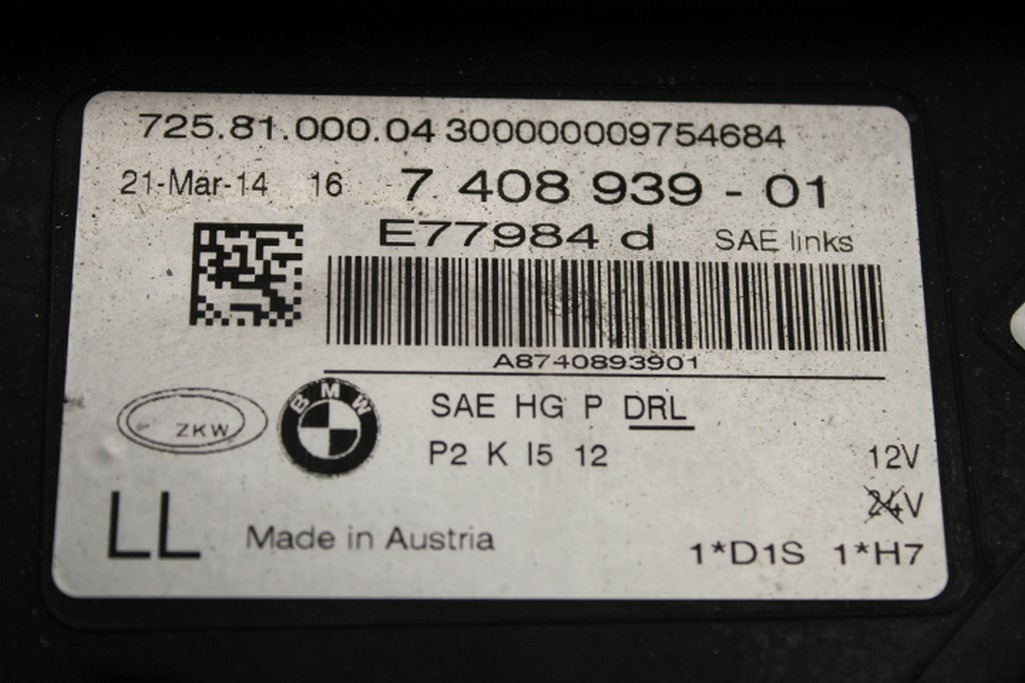 725.81.000.04 300000009754684
21-Mar-14 16 7 408 939 - 01
E77984 d SAE links
A8740893901
ZKW BMW SAE HG P DRL
P2 K I5 12 12V
24V
LL Made in Austria 1*D1S 1*H7